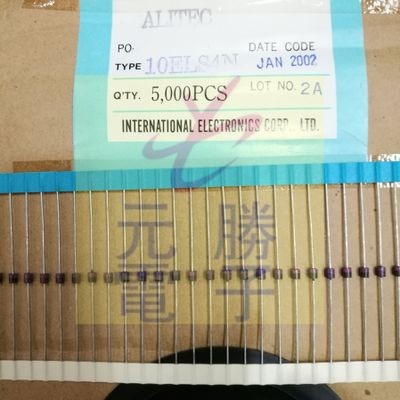 ALITEC
PO. DATE CODE
TYPE 10ELS4N JAN 2002
Q'TY. 5,000PCS LOT NO. 2A
INTERNATIONAL ELECTRONICS CORP., LTD.
元勝
電子